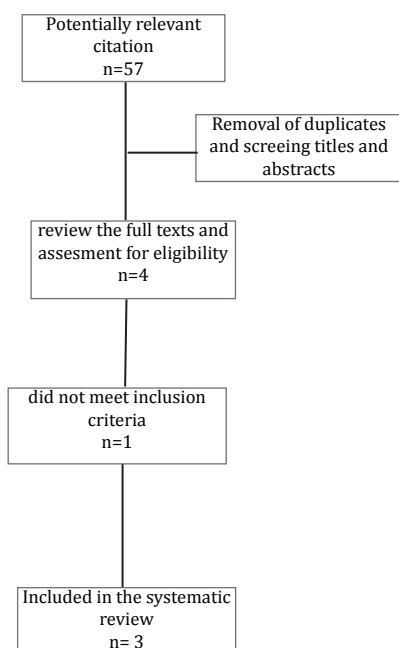 Potentially relevant
citation
n=57
Removal of duplicates
and screeing titles and
abstracts
review the full texts and
assesment for eligibility
n=4
did not meet inclusion
criteria
n=1
Included in the systematic
review
n= 3